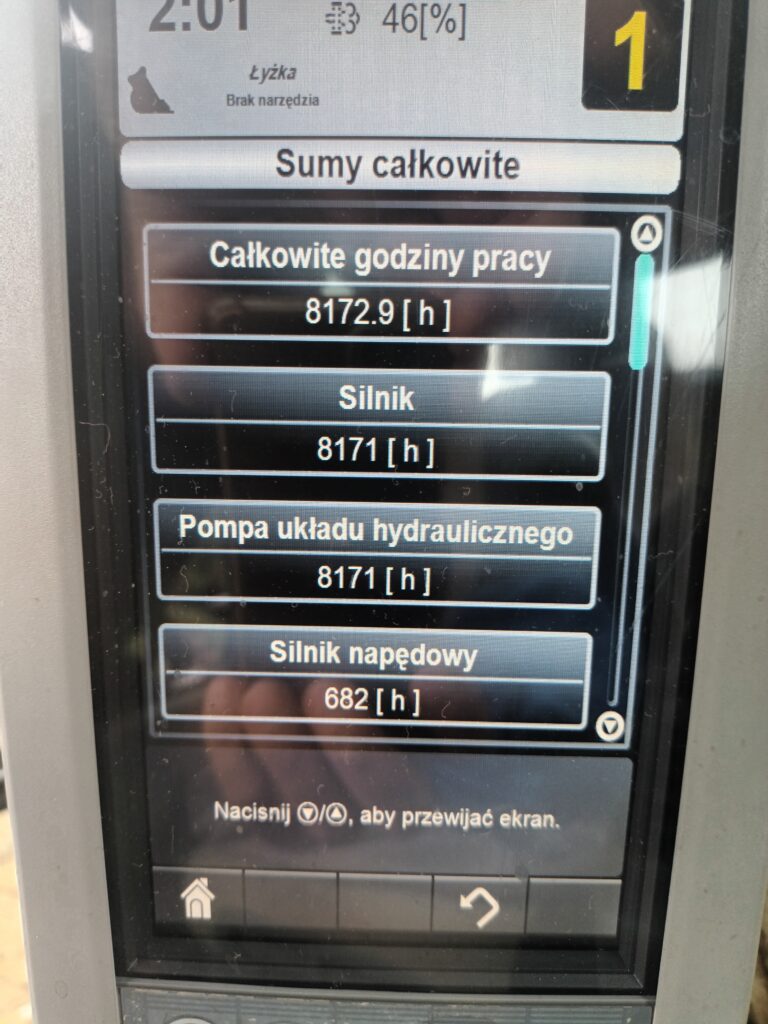 2:01
46[%]
1
Łyżka
Brak narzędzia
Sumy całkowite
Całkowite godziny pracy
8172.9 [ h ]
Silnik
8171 [ h ]
Pompa układu hydraulicznego
8171 [ h ]
Silnik napędowy
682 [ h ]
Nacisnij ▼/▲, aby przewijać ekran.